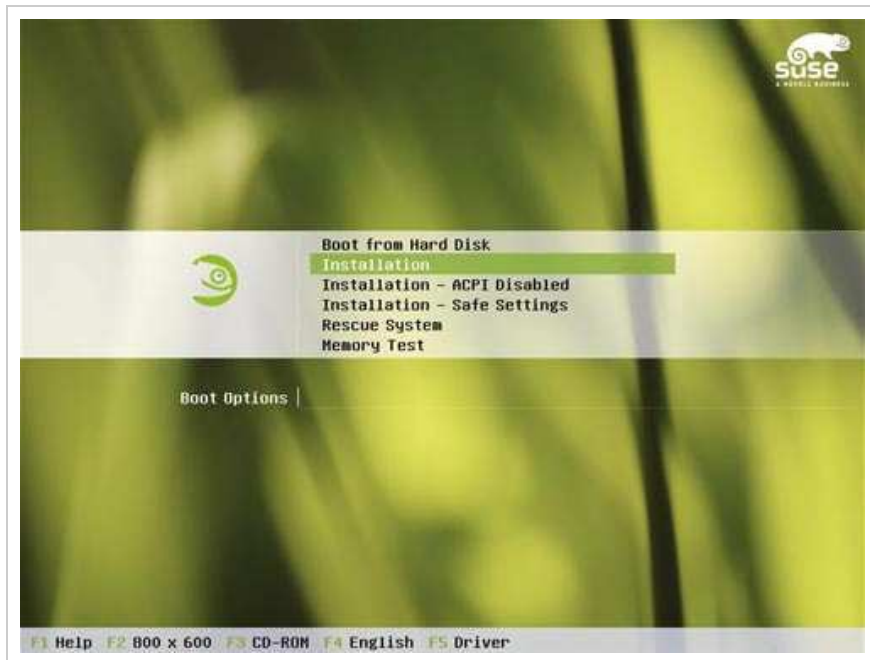 SUSE
A NOVELL BUSINESS
Boot from Hard Disk
Installation
Installation - ACPI Disabled
Installation - Safe Settings
Rescue System
Memory Test
Boot Options
F1 Help F2 800 x 600 F3 CD-ROM F4 English F5 Driver